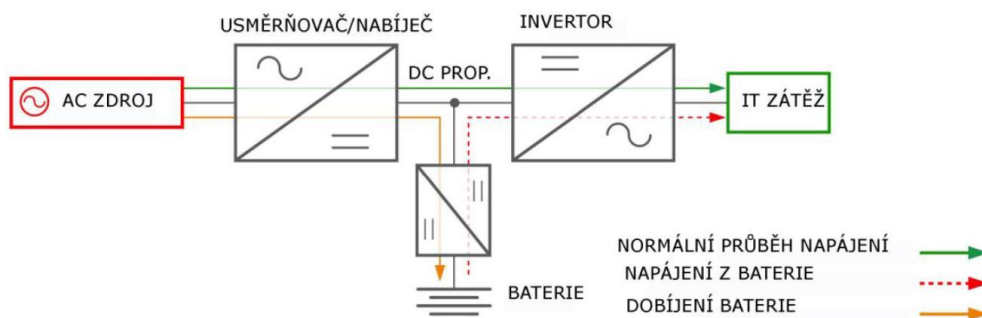 USMĚRŇOVAČ/NABÍJEČ
INVERTOR
AC ZDROJ
DC PROP.
IT ZÁTĚŽ
BATERIE
NORMÁLNÍ PRŮBĚH NAPÁJENÍ
NAPÁJENÍ Z BATERIE
DOBÍJENÍ BATERIE